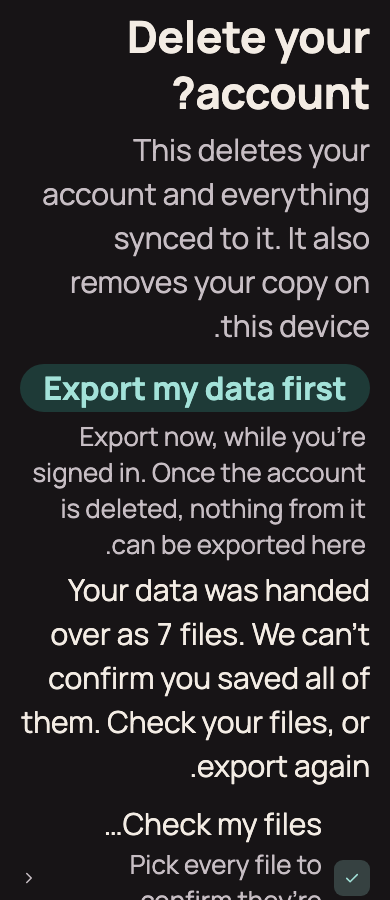 Delete your
?account
This deletes your
account and everything
synced to it. It also
removes your copy on
.this device
Export my data first
Export now, while you’re
signed in. Once the account
is deleted, nothing from it
.can be exported here
Your data was handed
over as 7 files. We can’t
confirm you saved all of
them. Check your files, or
.export again
…Check my files
Pick every file to
confirm they’re